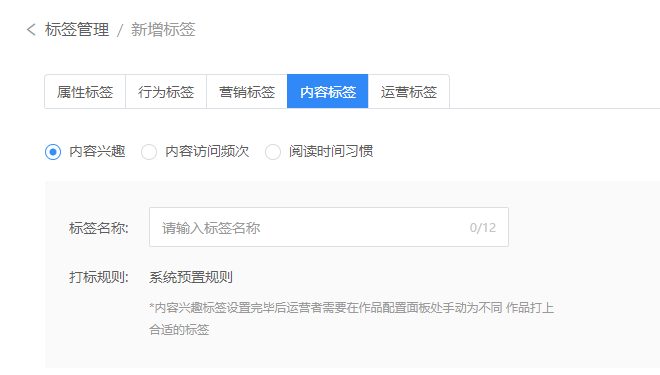 标签管理 / 新增标签
属性标签 行为标签 营销标签 内容标签 运营标签
内容兴趣 内容访问频次 阅读时间习惯
标签名称: 请输入标签名称 0/12
打标规则: 系统预置规则
*内容兴趣标签设置完毕后运营者需要在作品配置面板处手动为不同 作品打上
合适的标签